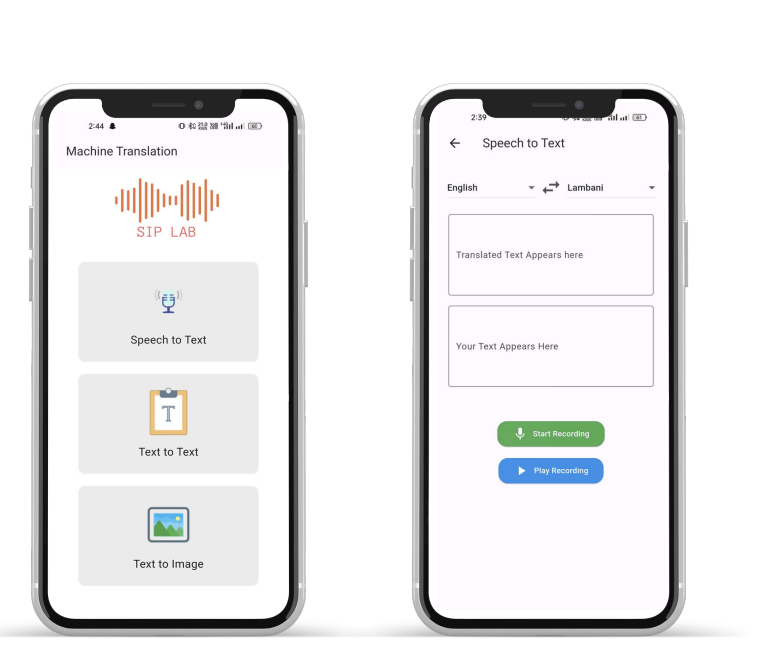 2:44
Machine Translation
SIP LAB
Speech to Text
T
Text to Text
Text to Image
2:39
Speech to Text
English
Lambani
Translated Text Appears here
Your Text Appears Here
Start Recording
Play Recording